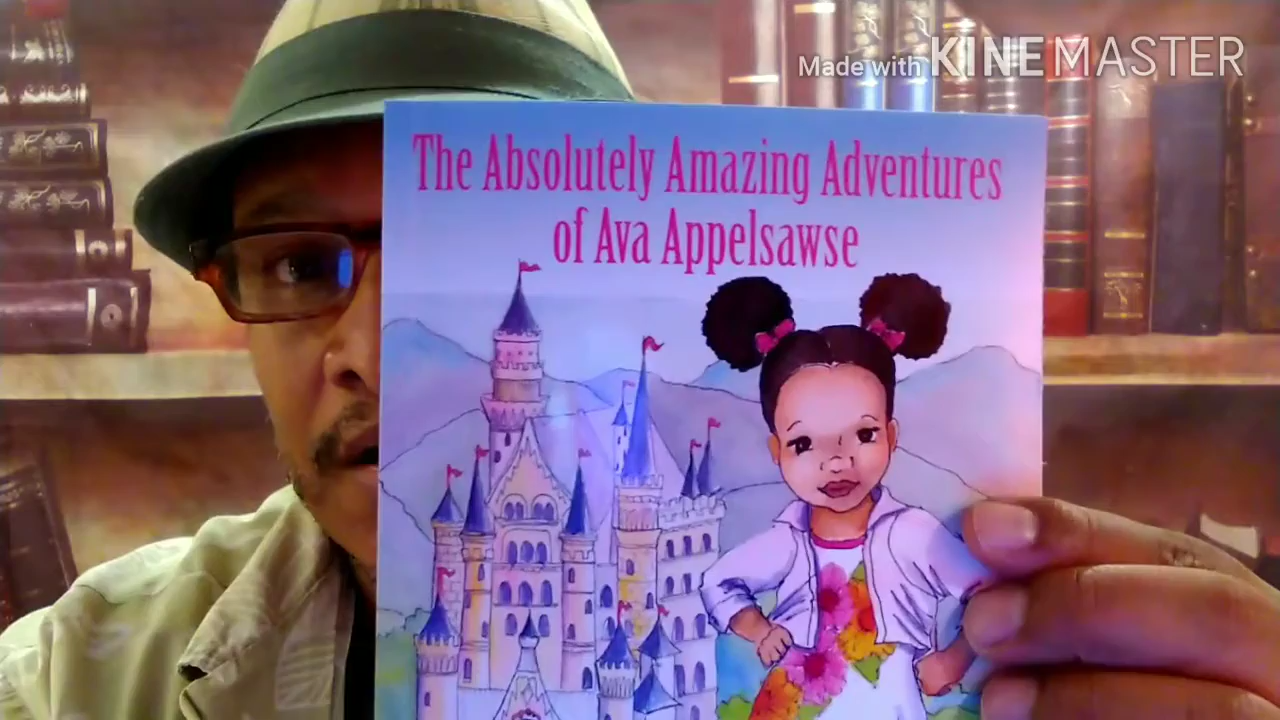 Made with KINEMASTER
The Absolutely Amazing Adventures
of Ava Appelsawse